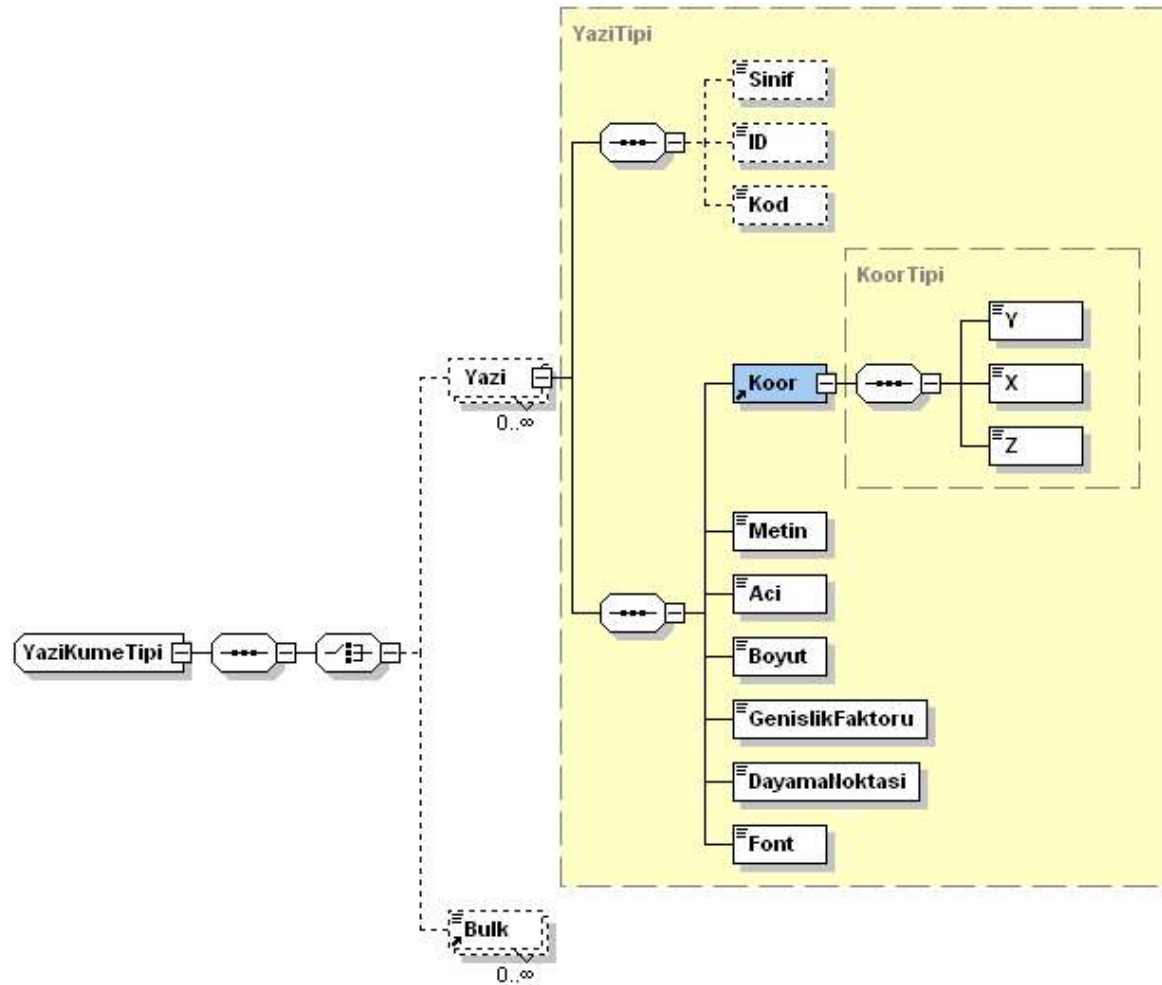 YaziTipi
Sinif
ID
Kod
KoorTipi
Y
Yazi
Koor
X
0..∞
Z
Metin
Aci
YaziKumeTipi
Boyut
GenislikFaktoru
DayamaNoktasi
Font
Bulk
0..∞